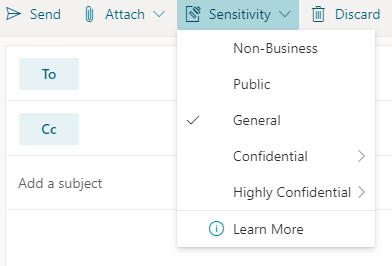 Send Attach Sensitivity Discard
Non-Business
To
Public
General
Cc
Confidential
Add a subject
Highly Confidential
Learn More